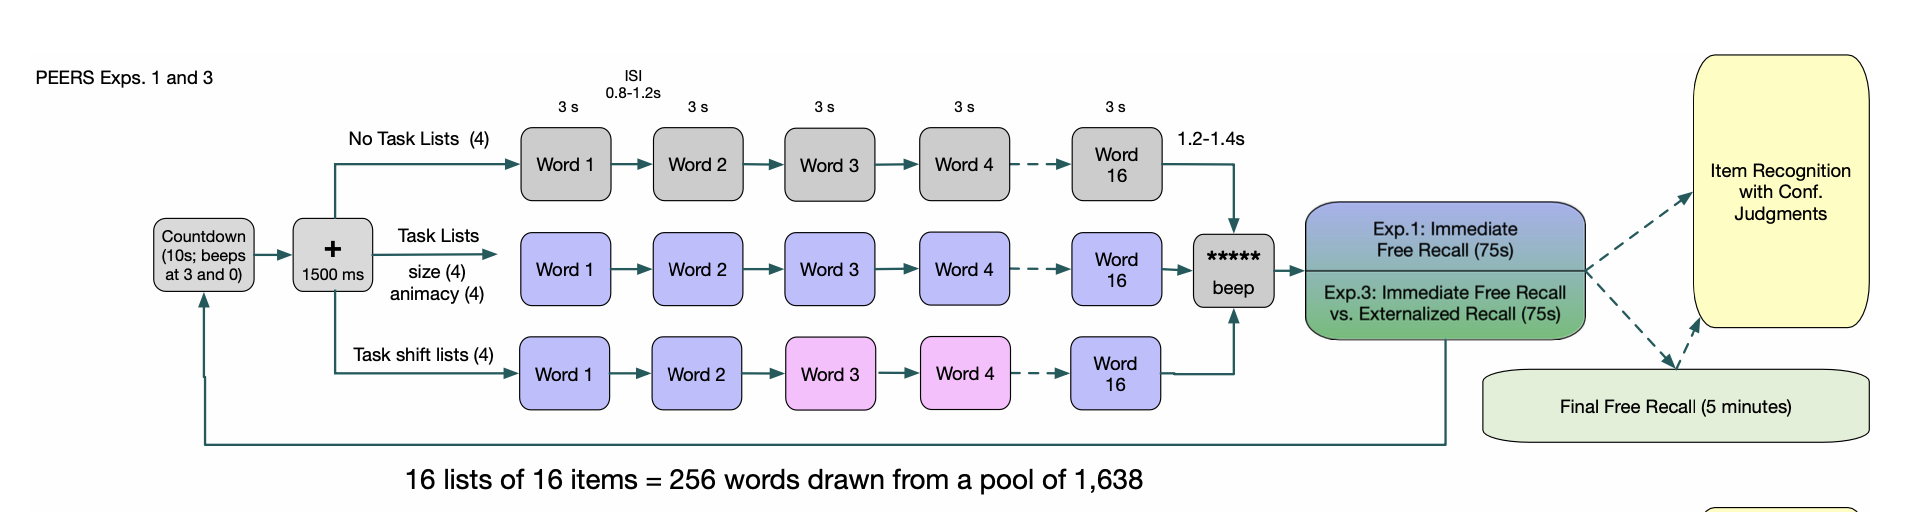 PEERS Exps. 1 and 3
ISI
0.8-1.2s
3 s
3 s
3 s
3 s
3 s
No Task Lists (4)
Word 1
Word 2
Word 3
Word 4
Word
16
1.2-1.4s
Countdown
(10s; beeps
at 3 and 0)
+
1500 ms
Task Lists
size (4)
animacy (4)
Word 1
Word 2
Word 3
Word 4
Word
16
*****
beep
Task shift lists (4)
Word 1
Word 2
Word 3
Word 4
Word
16
Exp.1: Immediate
Free Recall (75s)
Exp.3: Immediate Free Recall
vs. Externalized Recall (75s)
Item Recognition
with Conf.
Judgments
Final Free Recall (5 minutes)
16 lists of 16 items = 256 words drawn from a pool of 1,638